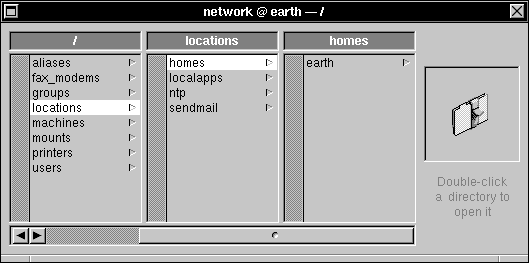 network @ earth — /
/
locations
homes
aliases
fax_modems
groups
locations
machines
mounts
printers
users
homes
localapps
ntp
sendmail
earth
Double-click
a directory to
open it